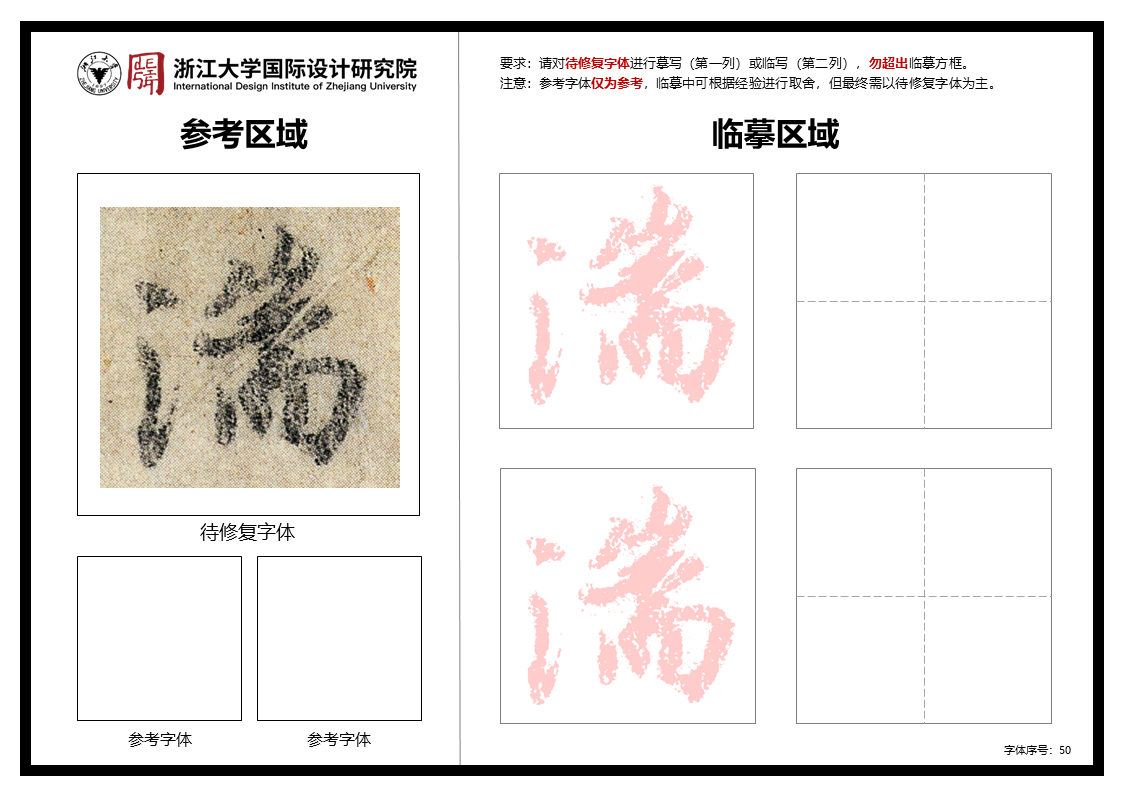 浙江大学国际设计研究院
International Design Institute of Zhejiang University
参考区域
湍
待修复字体
参考字体
参考字体
要求：请对待修复字体进行摹写（第一列）或临写（第二列），勿超出临摹方框。
注意：参考字体仅为参考，临摹中可根据经验进行取舍，但最终需以待修复字体为主。
临摹区域
湍
湍
字体序号：50